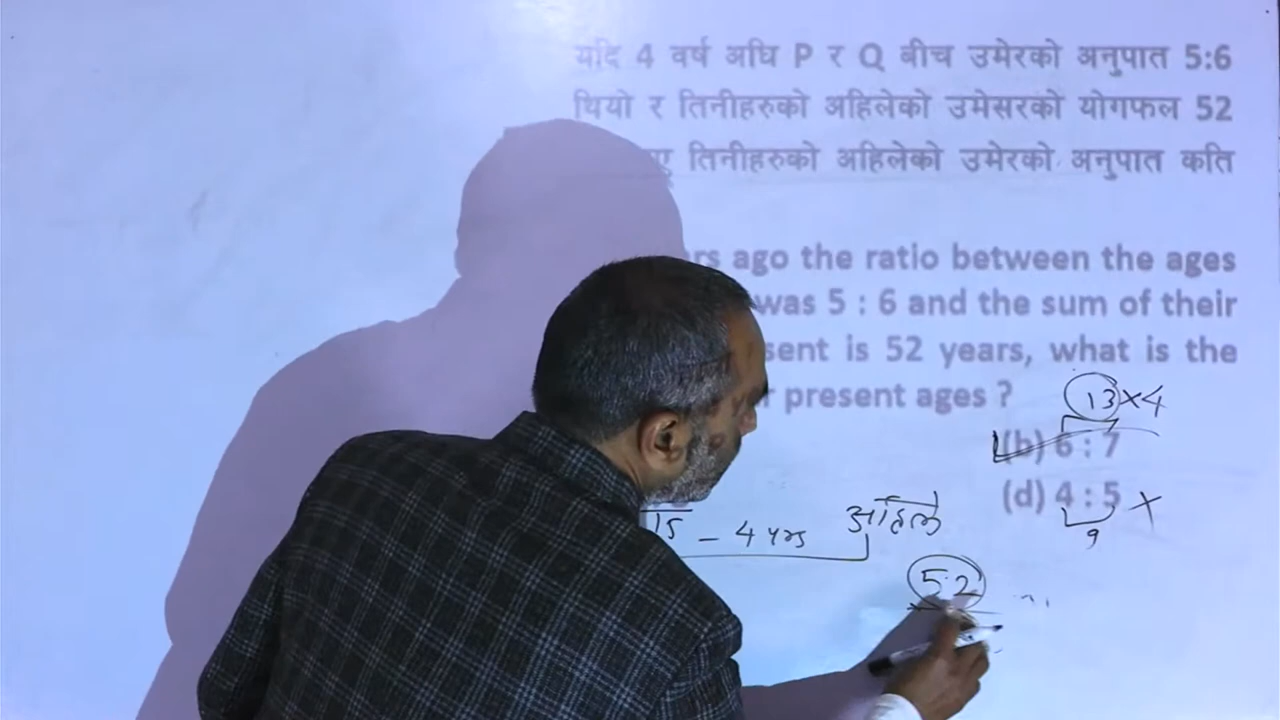 यदि 4 वर्ष अघि P र Q बीच उमेरको अनुपात 5:6
थियो र तिनीहरुको अहिलेको उमेसरको योगफल 52
तिनीहरुको अहिलेको उमेरको अनुपात कति
ago the ratio between the ages
was 5 : 6 and the sum of their
is 52 years, what is the
present ages ?
13×4
(b) 6 : 7
(d) 4 : 5 ×
9
- 4 yrs अहिले
52